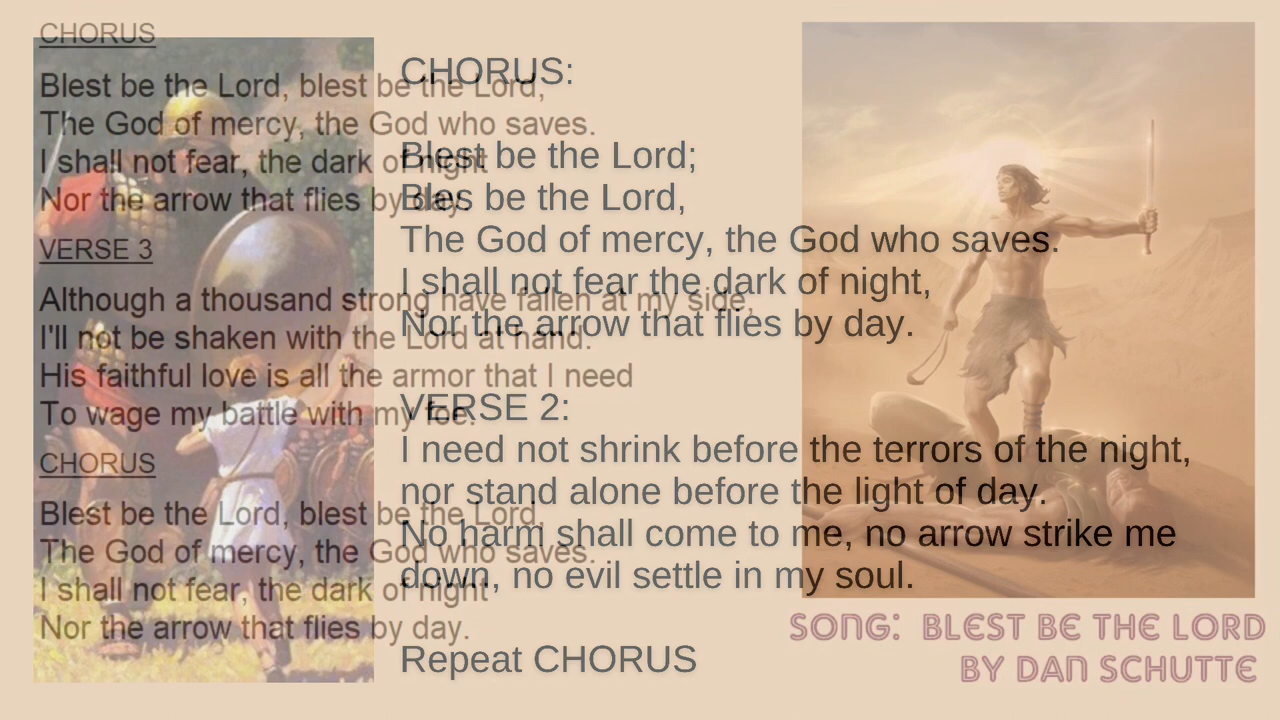 CHORUS
Blest be the Lord, blest be the Lord,
The God of mercy, the God who saves.
I shall not fear, the dark of night
Nor the arrow that flies by day.
VERSE 3
Although a thousand strong have fallen at my side,
I'll not be shaken with the Lord at hand.
His faithful love is all the armor that I need
To wage my battle with my foe.
CHORUS
Blest be the Lord, blest be the Lord,
The God of mercy, the God who saves.
I shall not fear, the dark of night
Nor the arrow that flies by day.
CHORUS:
Blest be the Lord;
Bles be the Lord,
The God of mercy, the God who saves.
I shall not fear the dark of night,
Nor the arrow that flies by day.
VERSE 2:
I need not shrink before the terrors of the night,
nor stand alone before the light of day.
No harm shall come to me, no arrow strike me
down, no evil settle in my soul.
Repeat CHORUS
SONG: BLEST BE THE LORD
BY DAN SCHUTTE